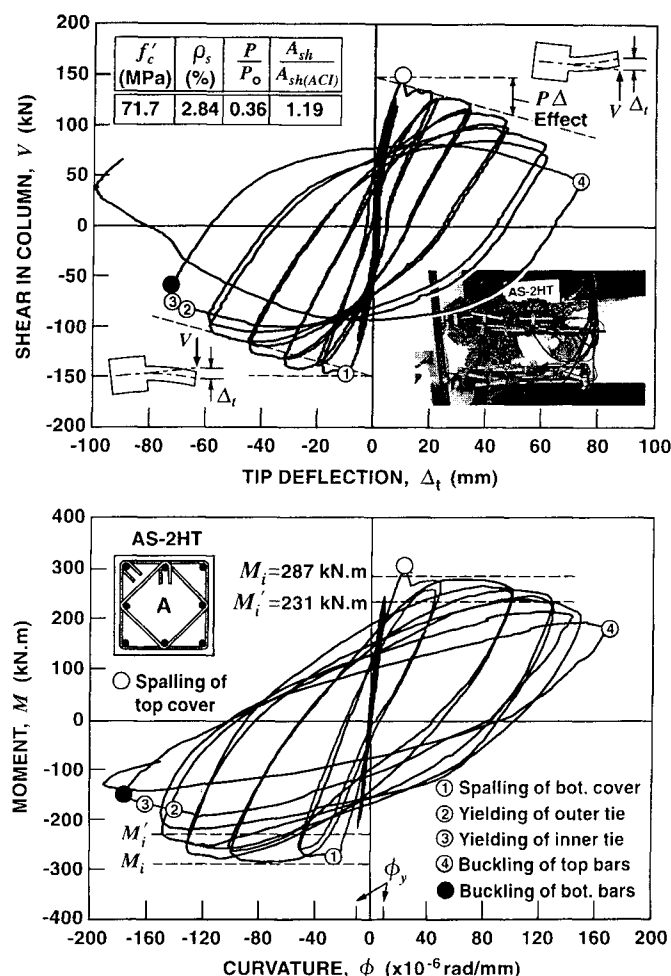 f'c (MPa) ρs (%) P/Po Ash/Ash(ACI)
71.7 2.84 0.36 1.19
PΔ
Effect
V Δt
200
150
100
50
0
-50
-100
-150
-200
SHEAR IN COLUMN, V (kN)
4
3 2
1
V
Δt
AS-2HT
-100 -80 -60 -40 -20 0 20 40 60 80 100
TIP DEFLECTION, Δt (mm)
400
300
200
100
0
-100
-200
-300
-400
MOMENT, M (kN.m)
AS-2HT
A
Spalling of
top cover
Mi=287 kN.m
Mi'=231 kN.m
4
3 2
Mi'
Mi
1
ϕy
1 Spalling of bot. cover
2 Yielding of outer tie
3 Yielding of inner tie
4 Buckling of top bars
Buckling of bot. bars
-200 -160 -120 -80 -40 0 40 80 120 160 200
CURVATURE, ϕ (x10-6 rad/mm)